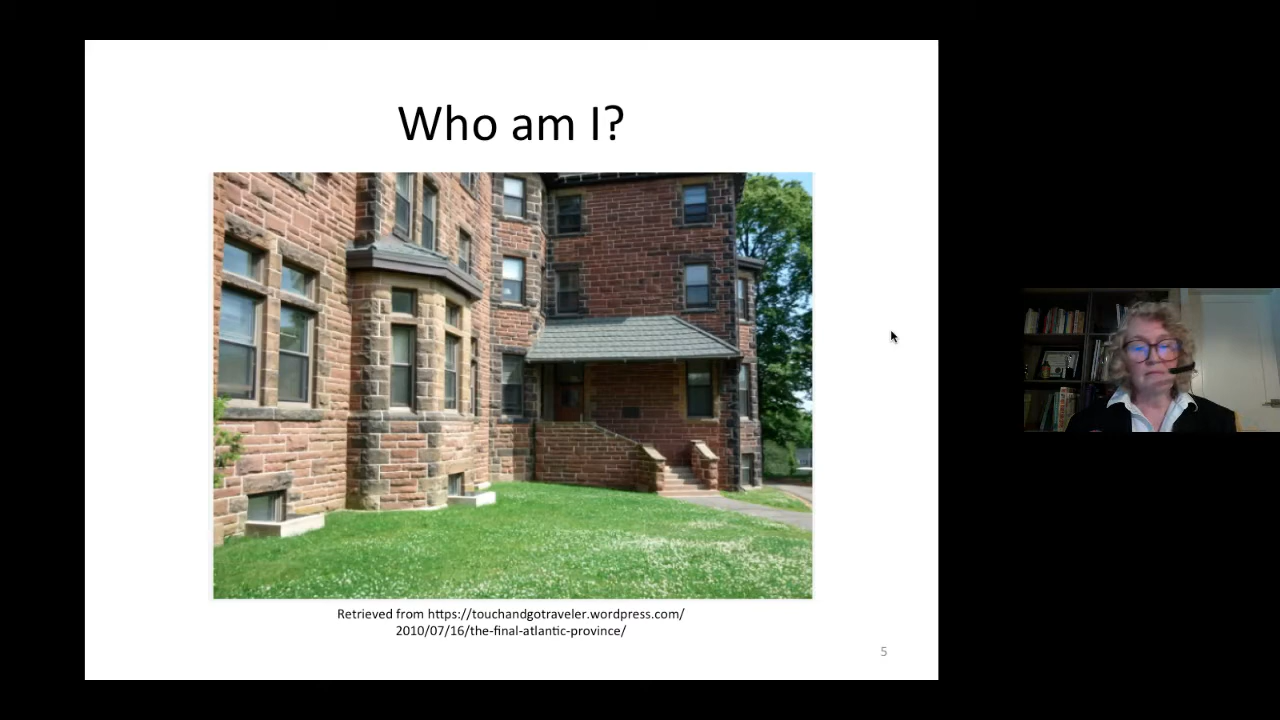 Who am I?
Retrieved from https://touchandgotraveler.wordpress.com/
2010/07/16/the-final-atlantic-province/
5